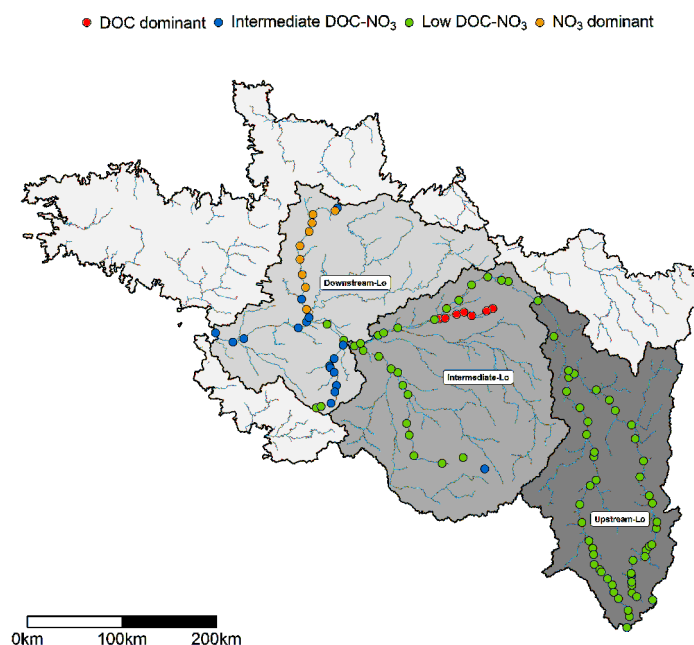 DOC dominant Intermediate DOC-NO₃ Low DOC-NO₃ NO₃ dominant
Downstream-Lo
Intermediate-Lo
Upstream-Lo
0km 100km 200km